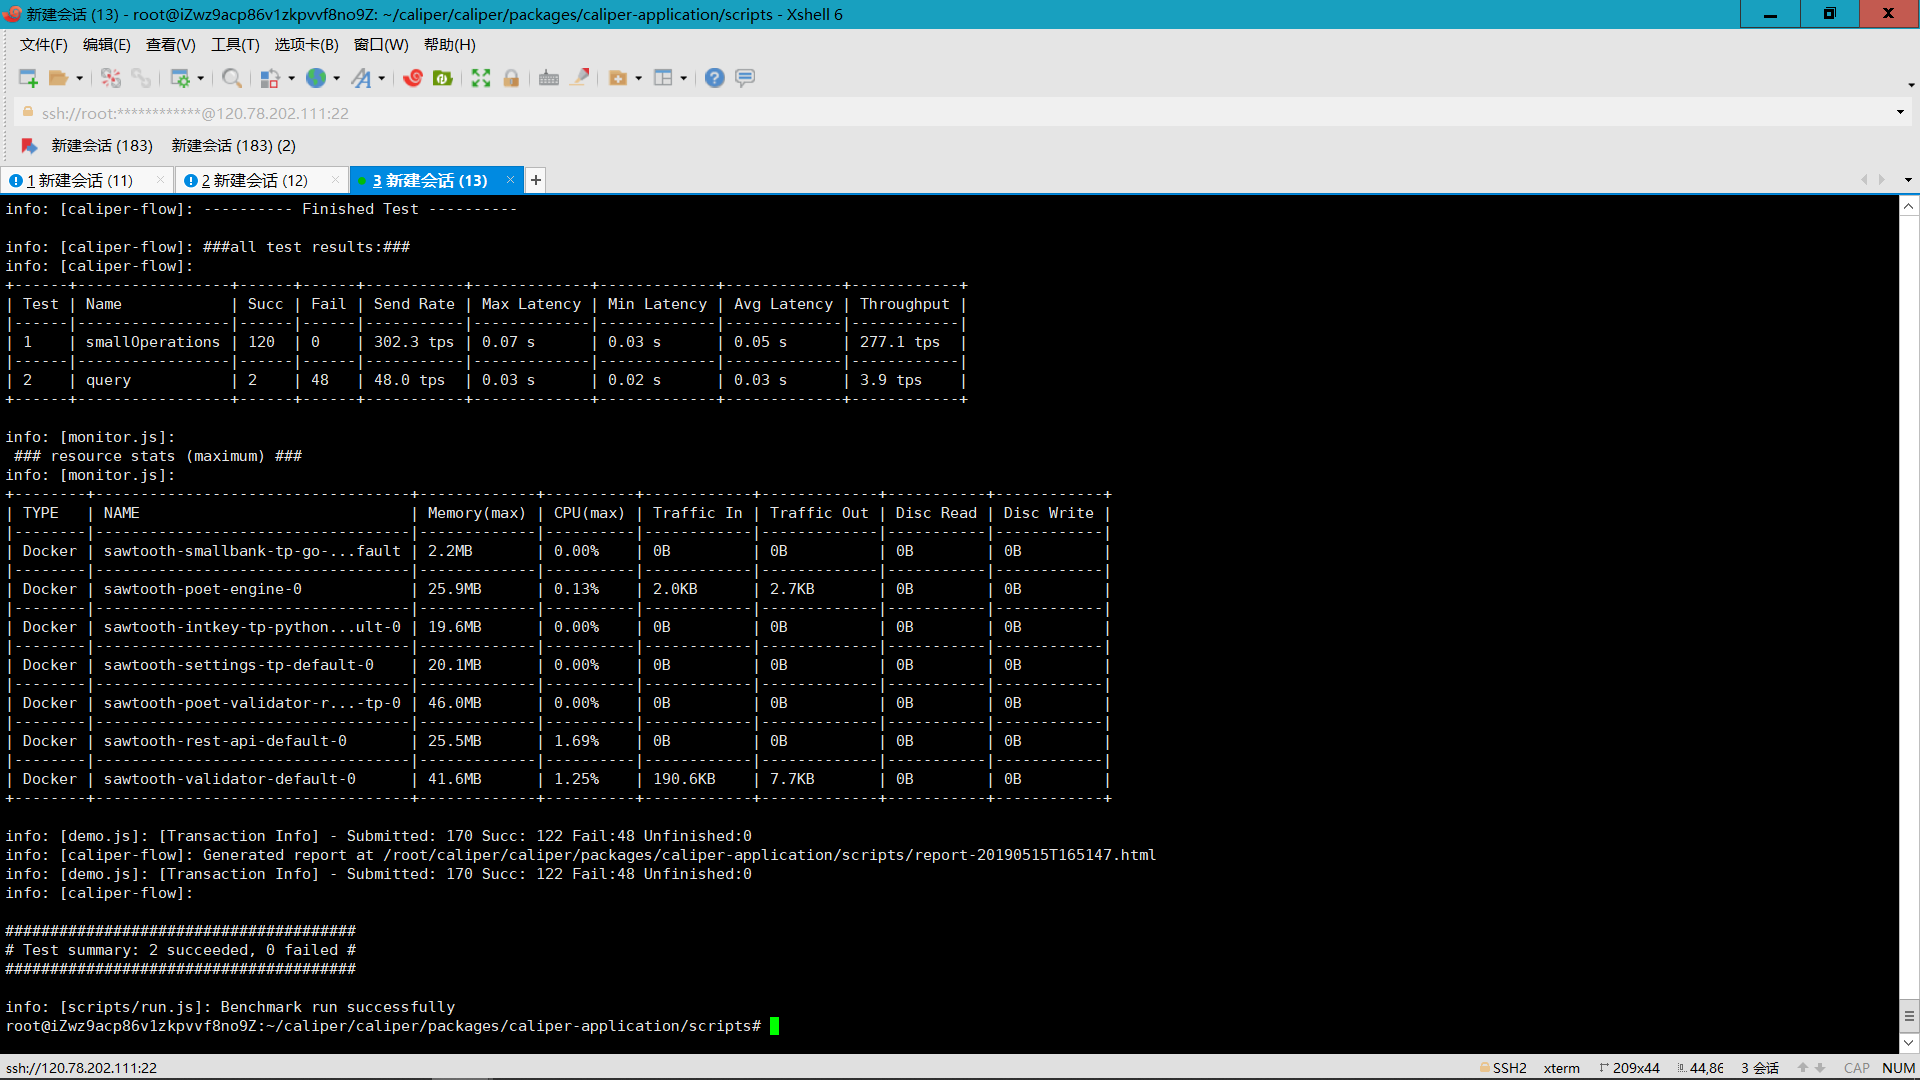 新建会话 (13) - root@iZwz9acp86v1zkpvvf8no9Z: ~/caliper/caliper/packages/caliper-application/scripts - Xshell 6
文件(F) 编辑(E) 查看(V) 工具(T) 选项卡(B) 窗口(W) 帮助(H)
ssh://root:************@120.78.202.111:22
新建会话 (183) 新建会话 (183) (2)
1 新建会话 (11) 2 新建会话 (12) 3 新建会话 (13) +
info: [caliper-flow]: ---------- Finished Test ----------
info: [caliper-flow]: ###all test results:###
info: [caliper-flow]:
+------+-----------------+------+------+-----------+-------------+-------------+-------------+------------+
| Test | Name            | Succ | Fail | Send Rate | Max Latency | Min Latency | Avg Latency | Throughput |
|------|-----------------|------|------|-----------|-------------|-------------|-------------|------------|
| 1    | smallOperations | 120  | 0    | 302.3 tps | 0.07 s      | 0.03 s      | 0.05 s      | 277.1 tps  |
|------|-----------------|------|------|-----------|-------------|-------------|-------------|------------|
| 2    | query           | 2    | 48   | 48.0 tps  | 0.03 s      | 0.02 s      | 0.03 s      | 3.9 tps    |
+------+-----------------+------+------+-----------+-------------+-------------+-------------+------------+
info: [monitor.js]:
### resource stats (maximum) ###
info: [monitor.js]:
+--------+-----------------------------------+-------------+----------+------------+-------------+-----------+------------+
| TYPE   | NAME                              | Memory(max) | CPU(max) | Traffic In | Traffic Out | Disc Read | Disc Write |
|--------|-----------------------------------|-------------|----------|------------|-------------|-----------|------------|
| Docker | sawtooth-smallbank-tp-go-...fault | 2.2MB       | 0.00%    | 0B         | 0B          | 0B        | 0B         |
|--------|-----------------------------------|-------------|----------|------------|-------------|-----------|------------|
| Docker | sawtooth-poet-engine-0            | 25.9MB      | 0.13%    | 2.0KB      | 2.7KB       | 0B        | 0B         |
|--------|-----------------------------------|-------------|----------|------------|-------------|-----------|------------|
| Docker | sawtooth-intkey-tp-python...ult-0 | 19.6MB      | 0.00%    | 0B         | 0B          | 0B        | 0B         |
|--------|-----------------------------------|-------------|----------|------------|-------------|-----------|------------|
| Docker | sawtooth-settings-tp-default-0    | 20.1MB      | 0.00%    | 0B         | 0B          | 0B        | 0B         |
|--------|-----------------------------------|-------------|----------|------------|-------------|-----------|------------|
| Docker | sawtooth-poet-validator-r...-tp-0 | 46.0MB      | 0.00%    | 0B         | 0B          | 0B        | 0B         |
|--------|-----------------------------------|-------------|----------|------------|-------------|-----------|------------|
| Docker | sawtooth-rest-api-default-0       | 25.5MB      | 1.69%    | 0B         | 0B          | 0B        | 0B         |
|--------|-----------------------------------|-------------|----------|------------|-------------|-----------|------------|
| Docker | sawtooth-validator-default-0      | 41.6MB      | 1.25%    | 190.6KB    | 7.7KB       | 0B        | 0B         |
+--------+-----------------------------------+-------------+----------+------------+-------------+-----------+------------+
info: [demo.js]: [Transaction Info] - Submitted: 170 Succ: 122 Fail:48 Unfinished:0
info: [caliper-flow]: Generated report at /root/caliper/caliper/packages/caliper-application/scripts/report-20190515T165147.html
info: [demo.js]: [Transaction Info] - Submitted: 170 Succ: 122 Fail:48 Unfinished:0
info: [caliper-flow]:
#######################################
# Test summary: 2 succeeded, 0 failed #
#######################################
info: [scripts/run.js]: Benchmark run successfully
root@iZwz9acp86v1zkpvvf8no9Z:~/caliper/caliper/packages/caliper-application/scripts#
ssh://120.78.202.111:22 SSH2 xterm 209x44 44,86 3 会话 CAP NUM